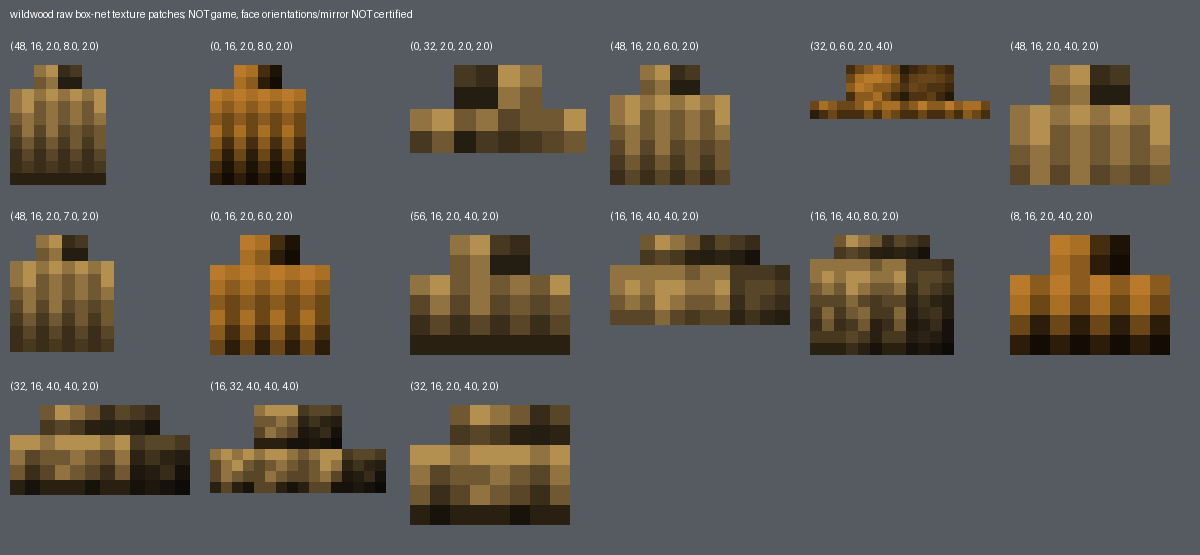 wildwood raw box-net texture patches; NOT game, face orientations/mirror NOT certified
(48, 16, 2.0, 8.0, 2.0)
(0, 16, 2.0, 8.0, 2.0)
(0, 32, 2.0, 2.0, 2.0)
(48, 16, 2.0, 6.0, 2.0)
(32, 0, 6.0, 2.0, 4.0)
(48, 16, 2.0, 4.0, 2.0)
(48, 16, 2.0, 7.0, 2.0)
(0, 16, 2.0, 6.0, 2.0)
(56, 16, 2.0, 4.0, 2.0)
(16, 16, 4.0, 4.0, 2.0)
(16, 16, 4.0, 8.0, 2.0)
(8, 16, 2.0, 4.0, 2.0)
(32, 16, 4.0, 4.0, 2.0)
(16, 32, 4.0, 4.0, 4.0)
(32, 16, 2.0, 4.0, 2.0)